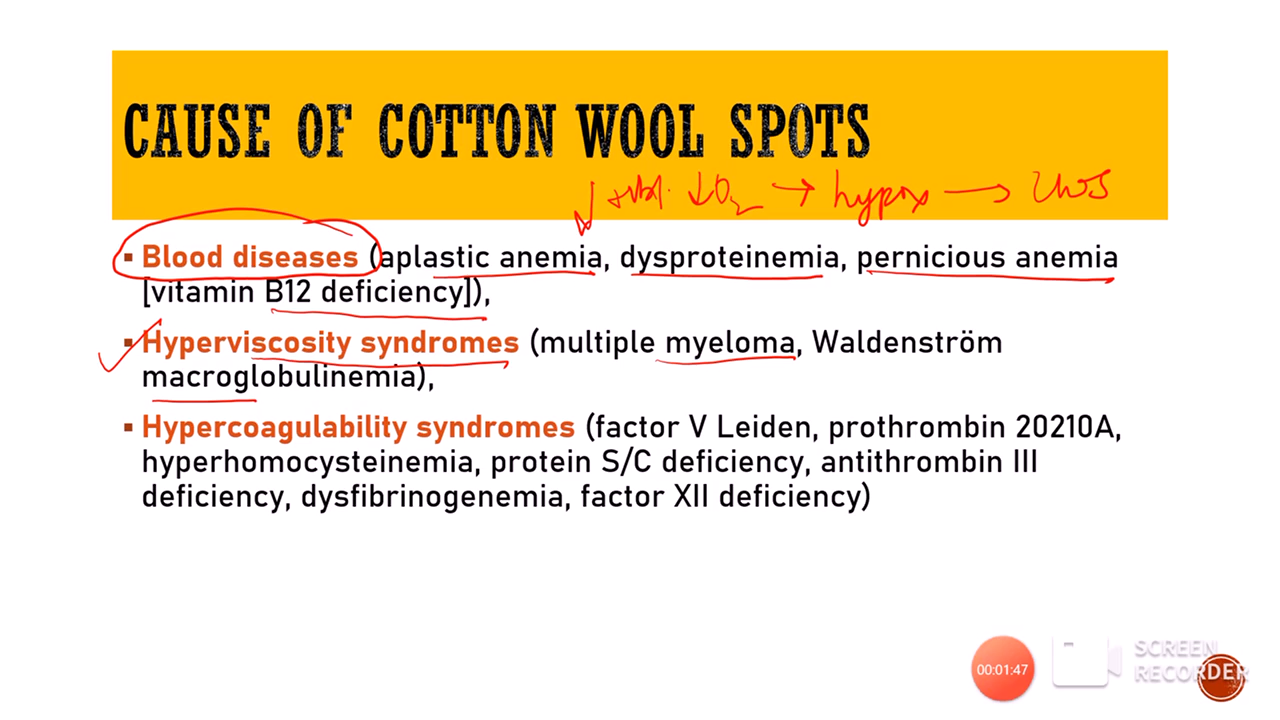 CAUSE OF COTTON WOOL SPOTS
↓ O₂ → hypox → CWS
▪ Blood diseases (aplastic anemia, dysproteinemia, pernicious anemia
[vitamin B12 deficiency]),
▪ Hyperviscosity syndromes (multiple myeloma, Waldenström
macroglobulinemia),
▪ Hypercoagulability syndromes (factor V Leiden, prothrombin 20210A,
hyperhomocysteinemia, protein S/C deficiency, antithrombin III
deficiency, dysfibrinogenemia, factor XII deficiency)
00:01:47
SCREEN
RECORDER